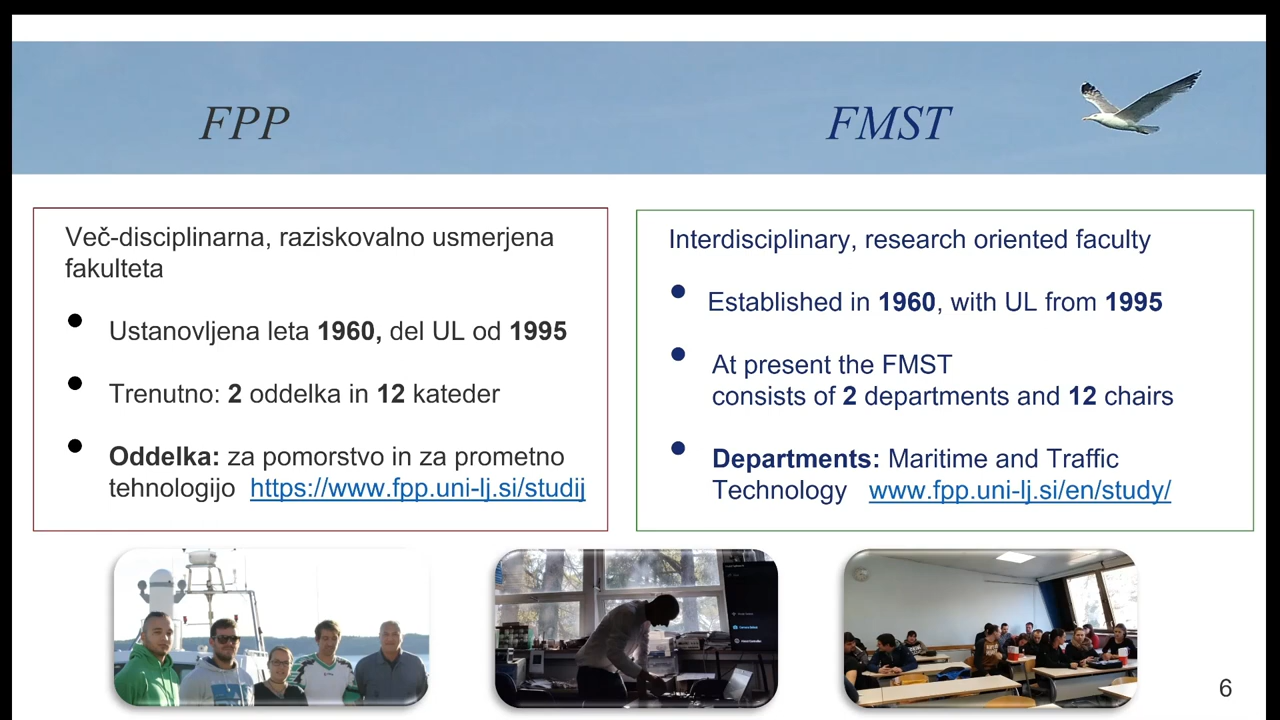 FPP
FMST
Več-disciplinarna, raziskovalno usmerjena
fakulteta
• Ustanovljena leta 1960, del UL od 1995
• Trenutno: 2 oddelka in 12 kateder
• Oddelka: za pomorstvo in za prometno
tehnologijo https://www.fpp.uni-lj.si/studij
Interdisciplinary, research oriented faculty
• Established in 1960, with UL from 1995
• At present the FMST
consists of 2 departments and 12 chairs
• Departments: Maritime and Traffic
Technology www.fpp.uni-lj.si/en/study/
6